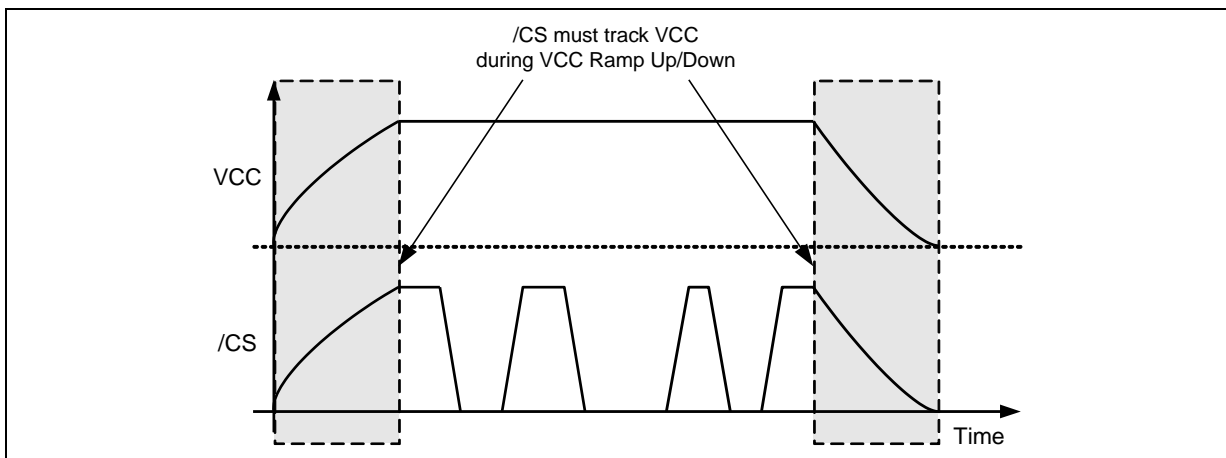 /CS must track VCC
during VCC Ramp Up/Down
VCC
/CS
Time